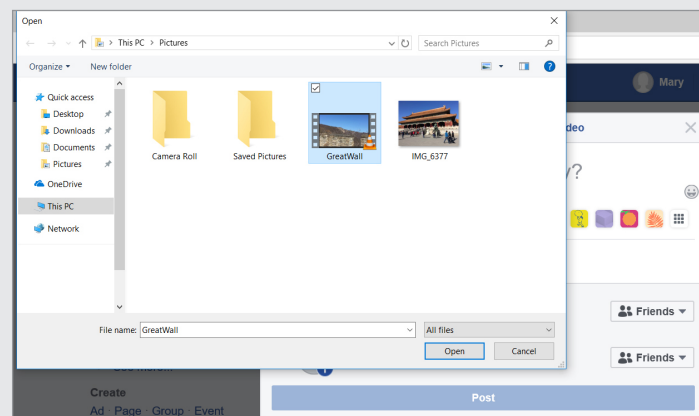 Open
This PC > Pictures
Search Pictures
Organize
New folder
Quick access
Desktop
Downloads
Documents
Pictures
OneDrive
This PC
Network
Camera Roll
Saved Pictures
GreatWall
IMG_6377
File name: GreatWall
All files
Open
Cancel
Mary
deo
y?
Friends
Friends
Post
Create
Ad · Page · Group · Event